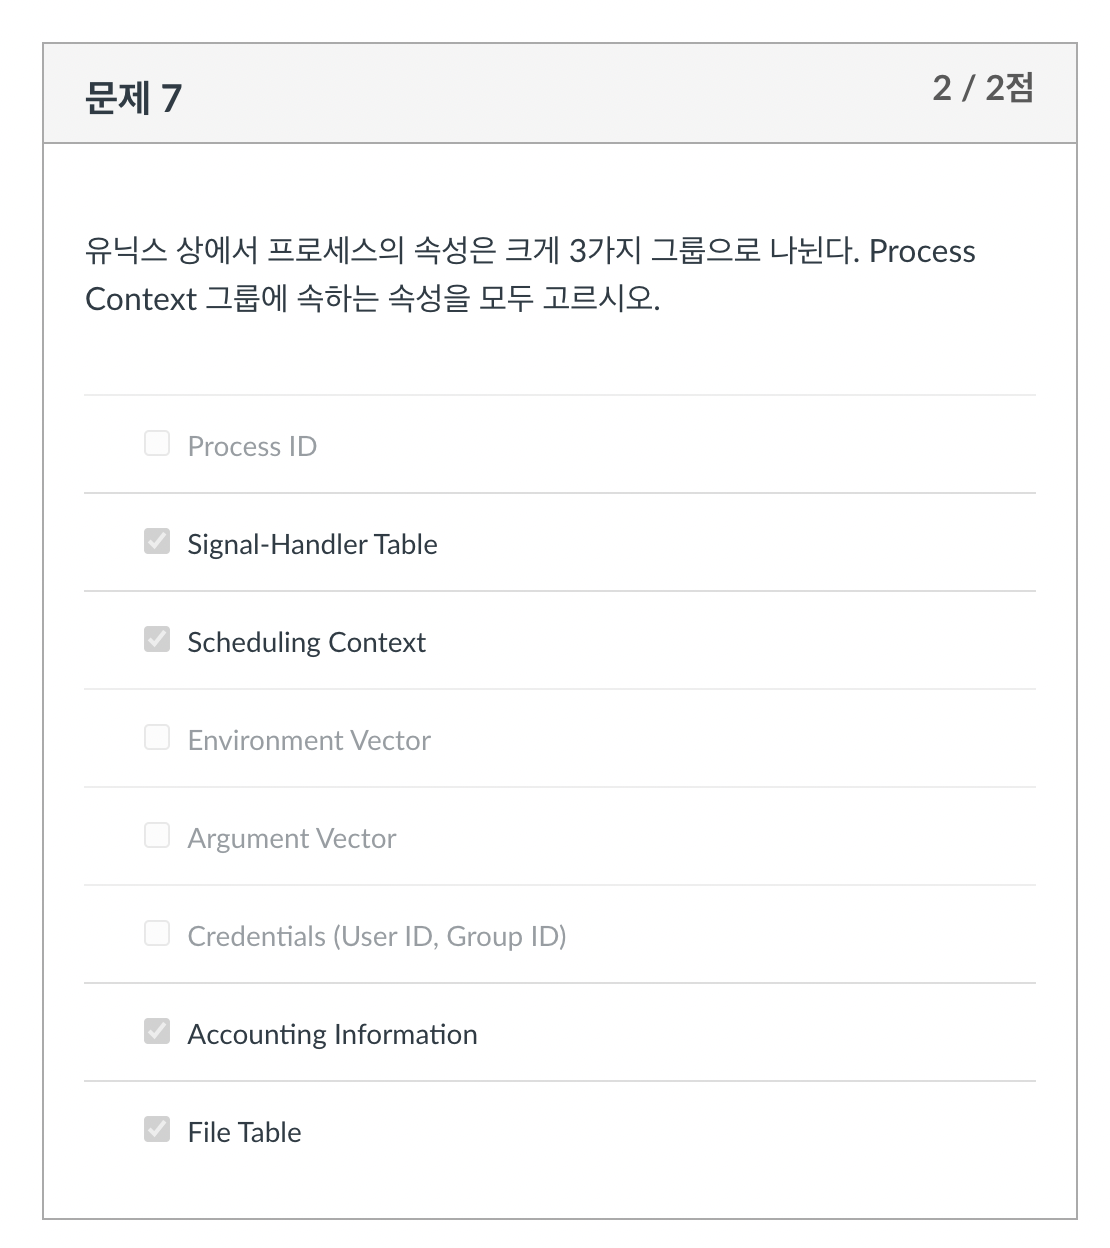 문제 7
2 / 2점
유닉스 상에서 프로세스의 속성은 크게 3가지 그룹으로 나뉜다. Process
Context 그룹에 속하는 속성을 모두 고르시오.
Process ID
Signal-Handler Table
Scheduling Context
Environment Vector
Argument Vector
Credentials (User ID, Group ID)
Accounting Information
File Table